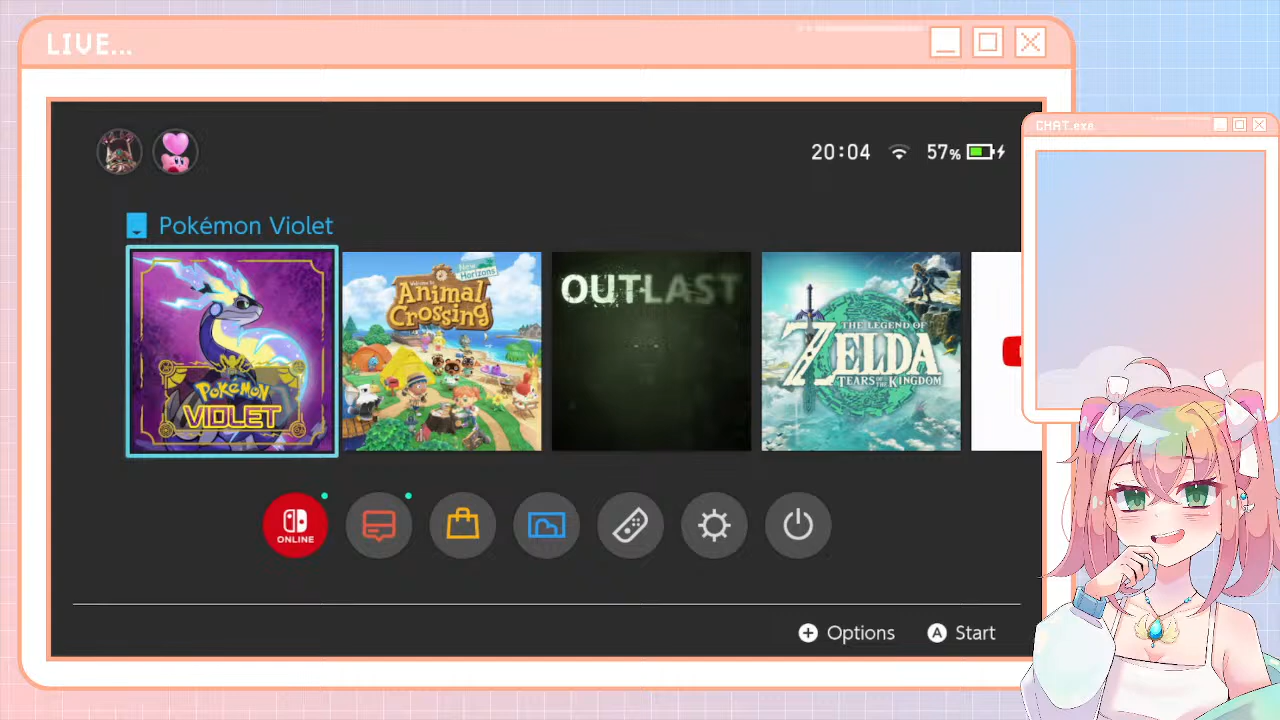 LIVE...
CHAT.exe
20:04
57%
Pokémon Violet
POKÉMON
VIOLET
New
Horizons
Welcome to
Animal
Crossing
OUTLAST
THE LEGEND OF
ZELDA
TEARS OF THE KINGDOM
ONLINE
+ Options
A Start